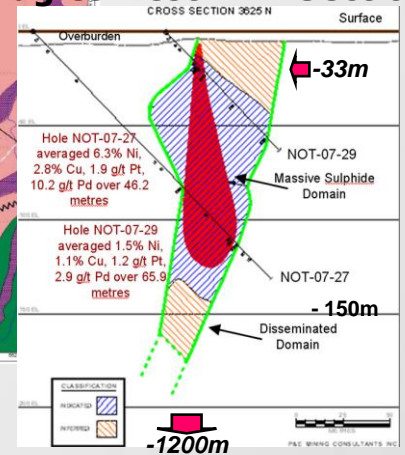 CROSS SECTION 3625 N
Surface
Overburden
-33m
Hole NOT-07-27
averaged 6.3% Ni,
2.8% Cu, 1.9 g/t Pt,
10.2 g/t Pd over 46.2
metres
NOT-07-29
Massive Sulphide
Domain
Hole NOT-07-29
averaged 1.5% Ni,
1.1% Cu, 1.2 g/t Pt,
2.9 g/t Pd over 65.9
metres
NOT-07-27
- 150m
Disseminated
Domain
CLASSIFICATION
INDICATED
INFERRED
METRES
P&E MINING CONSULTANTS INC
-1200m